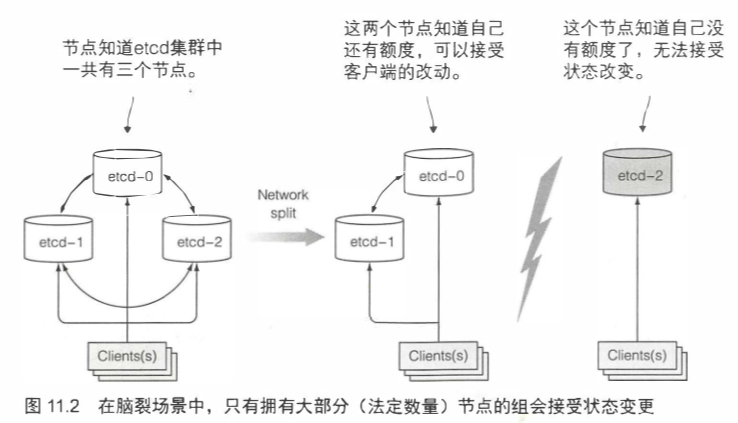 节点知道etcd集群中
一共有三个节点。
这两个节点知道自己
还有额度，可以接受
客户端的改动。
这个节点知道自己没
有额度了，无法接受
状态改变。
etcd-0
etcd-1
etcd-2
Clients(s)
Network
split
etcd-0
etcd-1
Clients(s)
etcd-2
Clients(s)
图 11.2 在脑裂场景中，只有拥有大部分（法定数量）节点的组会接受状态变更